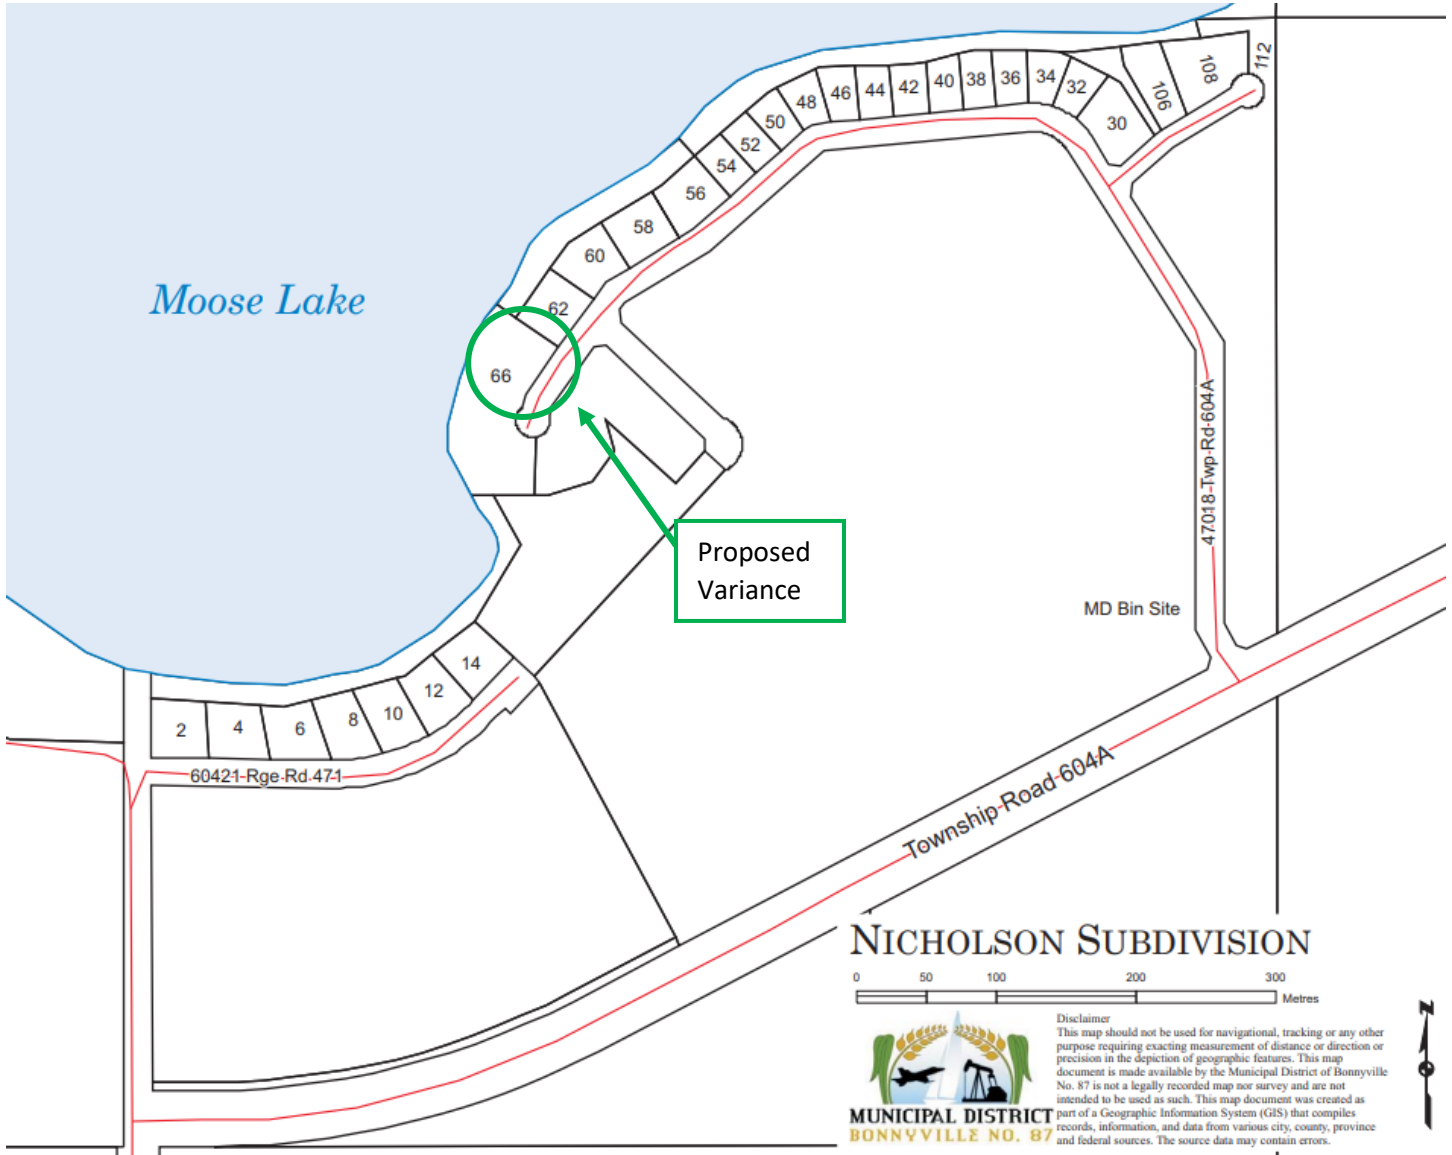 112
108
106
30
32
34
36
38
40
42
44
46
48
50
52
54
56
58
60
62
66
Moose Lake
47018-Twp-Rd-604A
Proposed
Variance
MD Bin Site
14
12
10
8
6
4
2
60421-Rge-Rd-471
Township-Road-604A
NICHOLSON SUBDIVISION
0 50 100 200 300
Metres
N
Disclaimer
This map should not be used for navigational, tracking or any other
purpose requiring exacting measurement of distance or direction or
precision in the depiction of geographic features. This map
document is made available by the Municipal District of Bonnyville
No. 87 is not a legally recorded map nor survey and are not
intended to be used as such. This map document was created as
part of a Geographic Information System (GIS) that compiles
records, information, and data from various city, county, province
and federal sources. The source data may contain errors.
MUNICIPAL DISTRICT
BONNYVILLE NO. 87